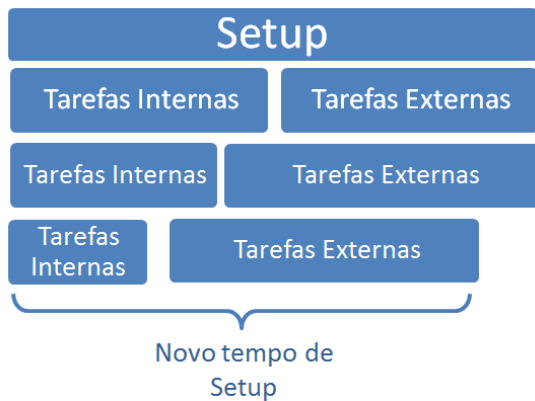 Setup
Tarefas Internas
Tarefas Externas
Tarefas Internas
Tarefas Externas
Tarefas
Internas
Tarefas Externas
Novo tempo de
Setup